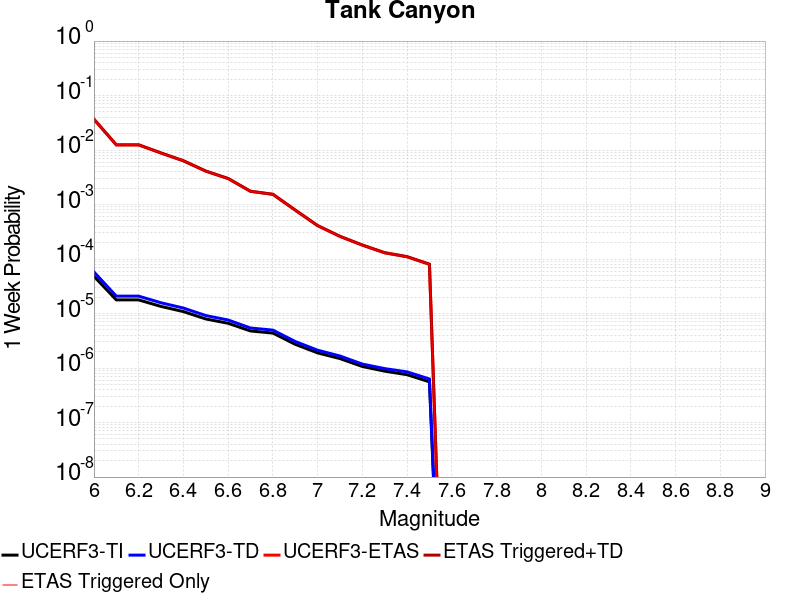 Tank Canyon
10^0
10^-1
10^-2
10^-3
10^-4
10^-5
10^-6
10^-7
10^-8
1 Week Probability
6 6.2 6.4 6.6 6.8 7 7.2 7.4 7.6 7.8 8 8.2 8.4 8.6 8.8 9
Magnitude
UCERF3-TI UCERF3-TD UCERF3-ETAS ETAS Triggered+TD
ETAS Triggered Only